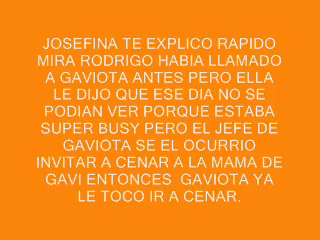 JOSEFINA TE EXPLICO RAPIDO
MIRA RODRIGO HABIA LLAMADO
A GAVIOTA ANTES PERO ELLA
LE DIJO QUE ESE DIA NO SE
PODIAN VER PORQUE ESTABA
SUPER BUSY PERO EL JEFE DE
GAVIOTA SE EL OCURRIO
INVITAR A CENAR A LA MAMA DE
GAVI ENTONCES  GAVIOTA YA
LE TOCO IR A CENAR.